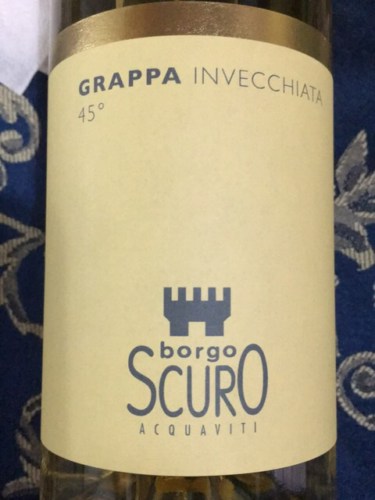 GRAPPA INVECCHIATA
45°
borgo
SCURO
ACQUAVITI